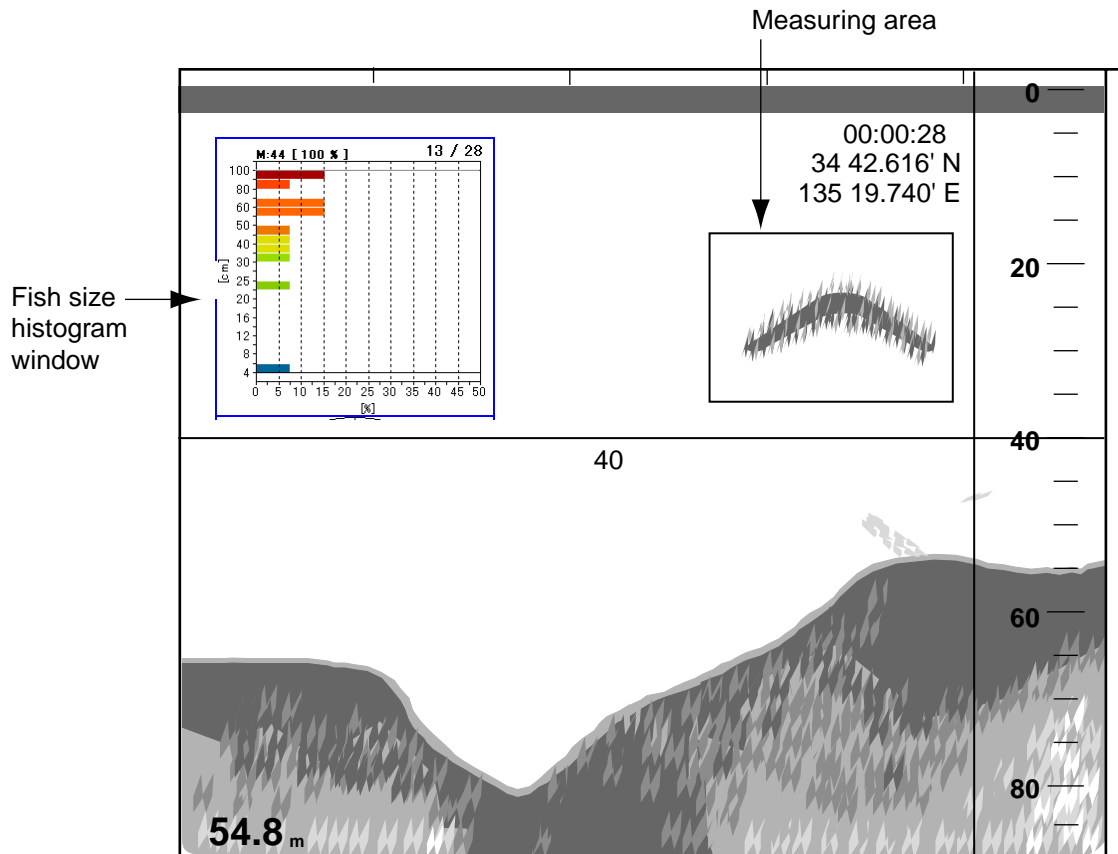 Measuring area
0
00:00:28
34 42.616' N
135 19.740' E
M:44 [ 100 % ] 13 / 28
100
80
60
50
40
30
25
20
16
12
8
4
[cm]
0 5 10 15 20 25 30 35 40 45 50
[%]
Fish size
histogram
window
20
40
40
60
80
54.8 m